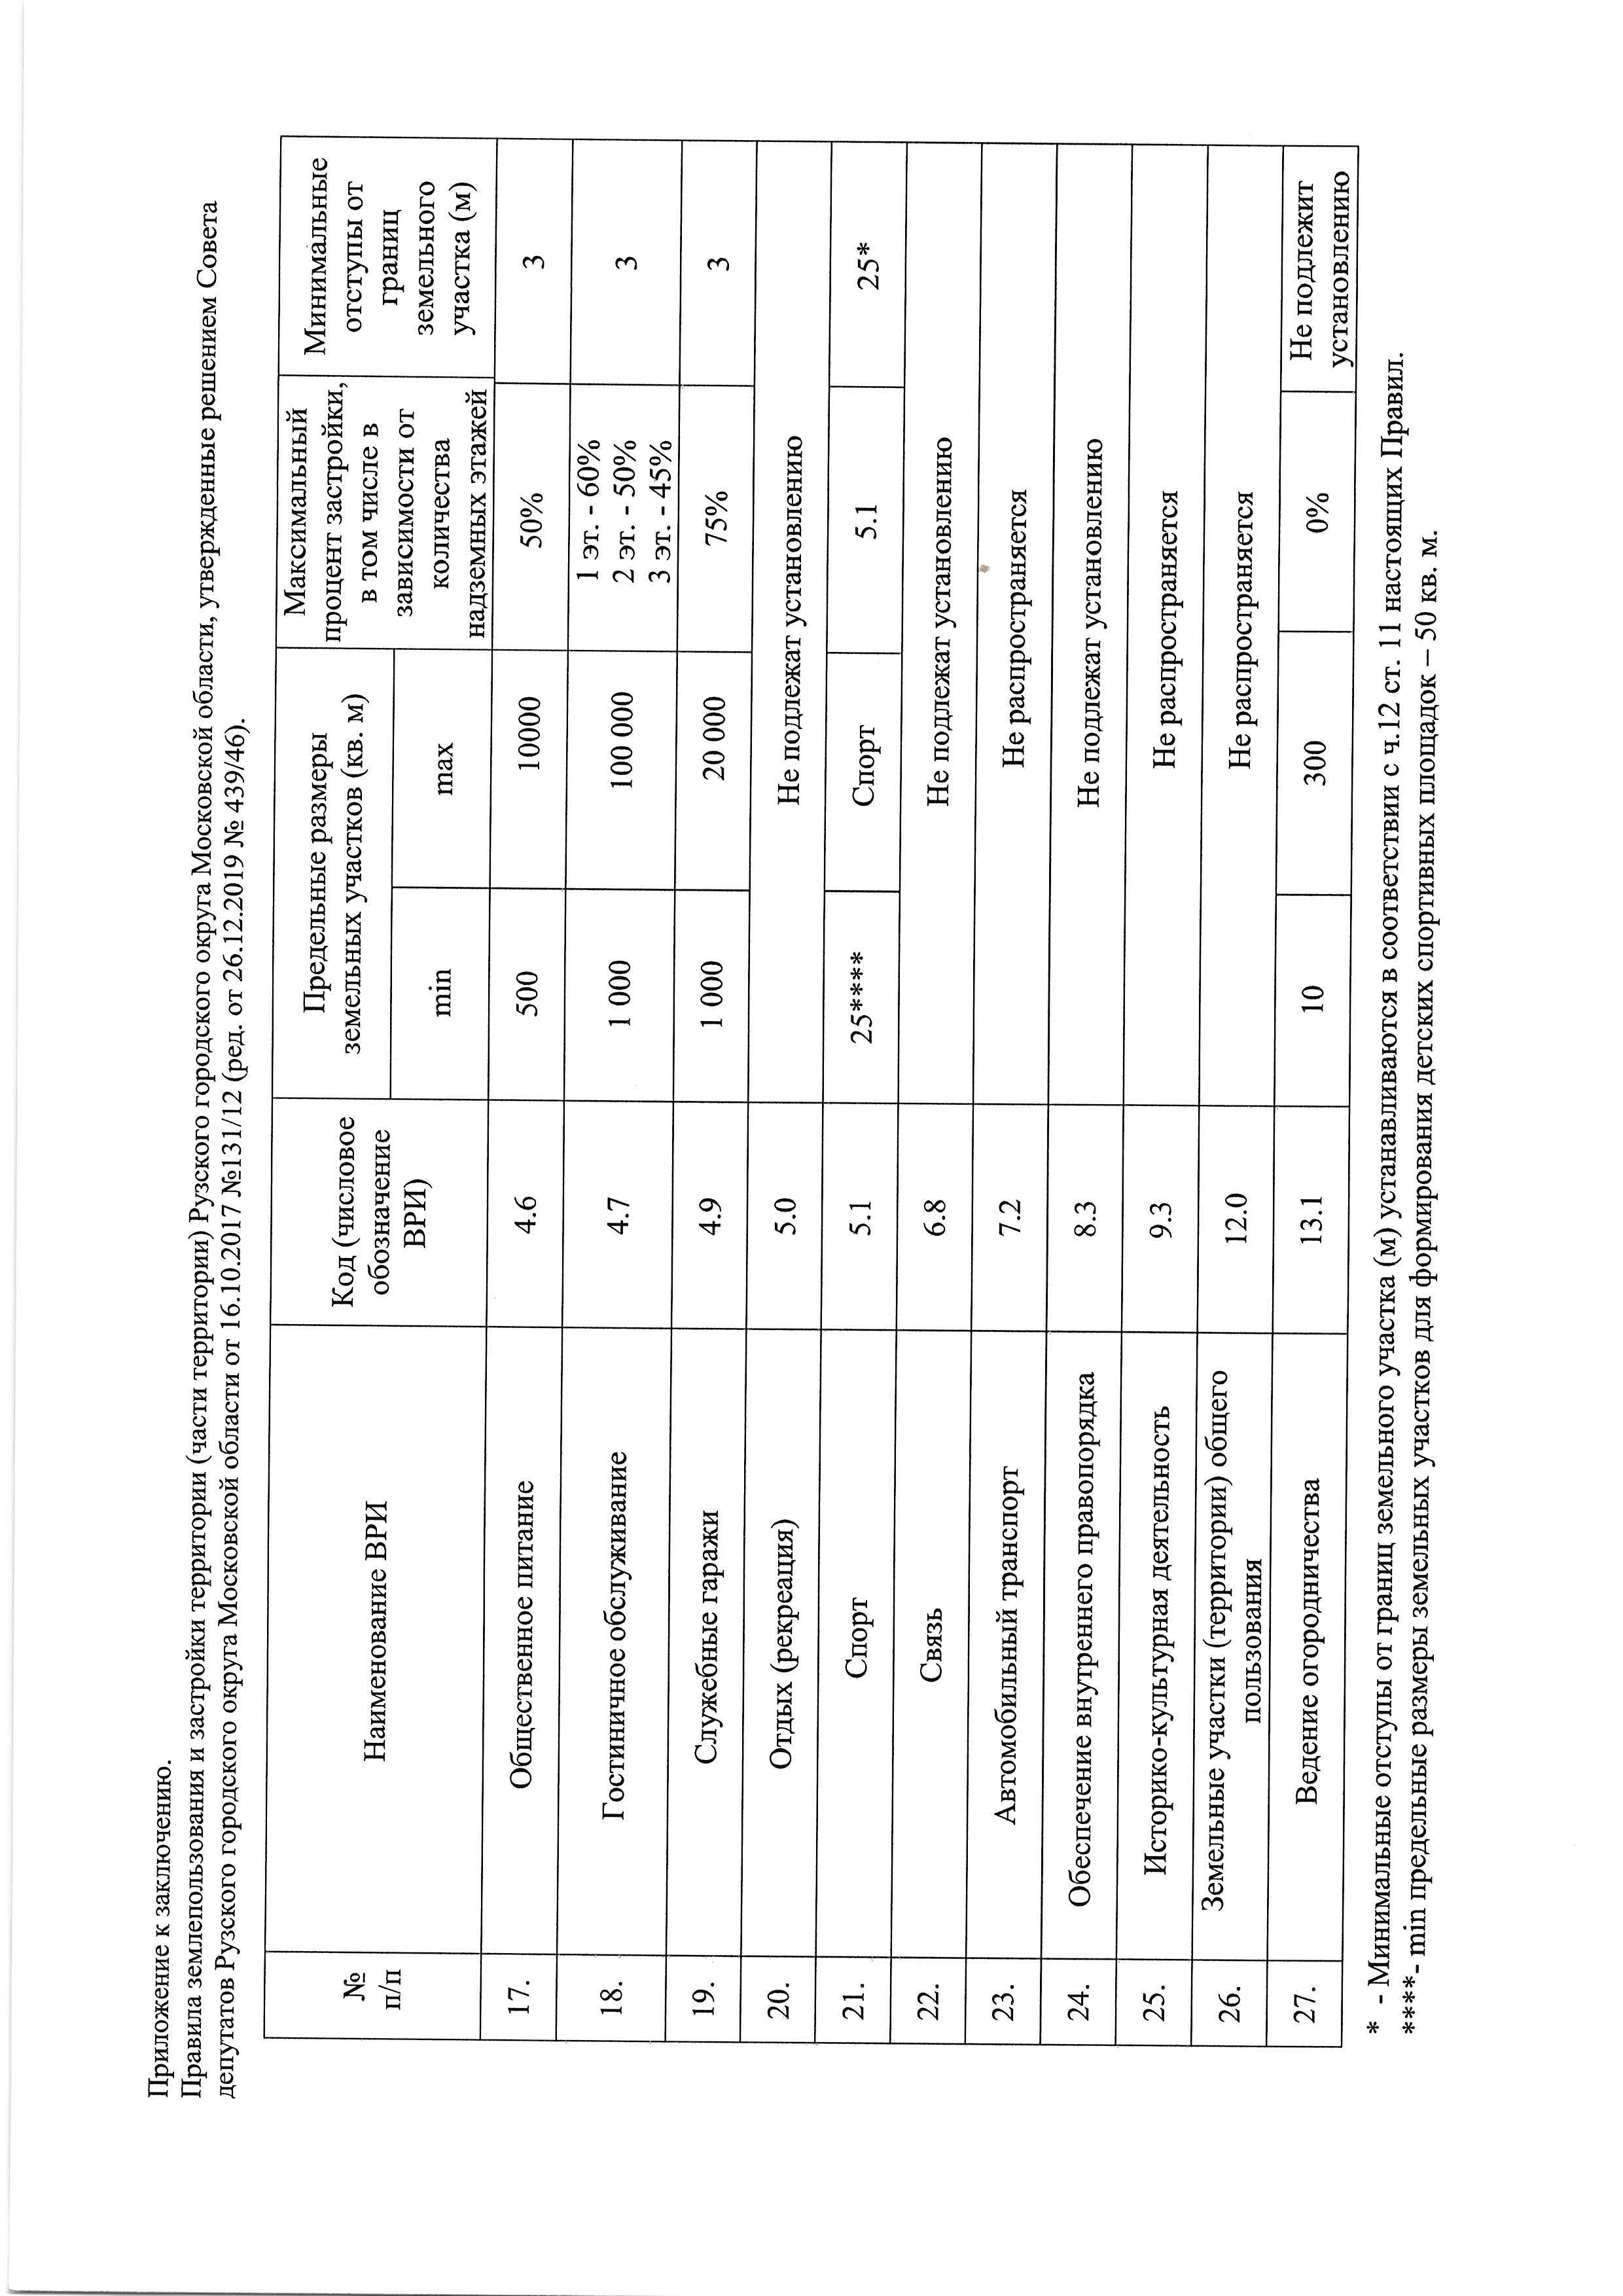 Приложение к заключению.
Правила землепользования и застройки территории (части территории) Рузского городского округа Московской области, утвержденные решением Совета
депутатов Рузского городского округа Московской области от 16.10.2017 №131/12 (ред. от 26.12.2019 № 439/46).
№
п/п
Наименование ВРИ
Код (числовое
обозначение
ВРИ)
Предельные размеры
земельных участков (кв. м)
min
max
Максимальный
процент застройки,
в том числе в
зависимости от
количества
надземных этажей
Минимальные
отступы от
границ
земельного
участка (м)
17. Общественное питание 4.6 500 10000 50% 3
18. Гостиничное обслуживание 4.7 1 000 100 000 1 эт. - 60%
2 эт. - 50%
3 эт. - 45%
3
19. Служебные гаражи 4.9 1 000 20 000 75% 3
20. Отдых (рекреация) 5.0 Не подлежат установлению
21. Спорт 5.1 25**** Спорт 5.1 25*
22. Связь 6.8 Не подлежат установлению
23. Автомобильный транспорт 7.2 Не распространяется
24. Обеспечение внутреннего правопорядка 8.3 Не подлежат установлению
25. Историко-культурная деятельность 9.3 Не распространяется
26. Земельные участки (территории) общего
пользования
12.0 Не распространяется
27. Ведение огородничества 13.1 10 300 0% Не подлежит
установлению
* - Минимальные отступы от границ земельного участка (м) устанавливаются в соответствии с ч.12 ст. 11 настоящих Правил.
****- min предельные размеры земельных участков для формирования детских спортивных площадок – 50 кв. м.